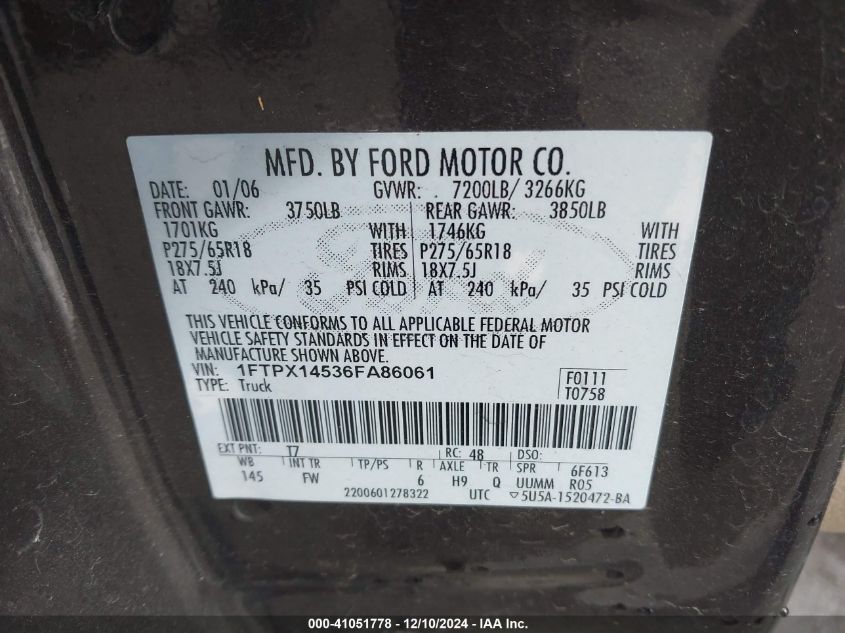 MFD. BY FORD MOTOR CO.
DATE: 01/06 GVWR: 7200LB/ 3266KG
FRONT GAWR: 3750LB REAR GAWR: 3850LB
1701KG WITH 1746KG WITH
P275/65R18 TIRES P275/65R18 TIRES
18X7.5J RIMS 18X7.5J RIMS
AT 240 kPa/ 35 PSI COLD AT 240 kPa/ 35 PSI COLD
THIS VEHICLE CONFORMS TO ALL APPLICABLE FEDERAL MOTOR
VEHICLE SAFETY STANDARDS IN EFFECT ON THE DATE OF
MANUFACTURE SHOWN ABOVE.
VIN: 1FTPX14536FA86061 F0111
TYPE: Truck T0758
EXT PNT: T7 RC: 48 DSO:
WB INT TR TP/PS R AXLE TR SPR 6F613
145 FW 6 H9 Q UUMM R05
2200601278322 UTC ▽5U5A-1520472-BA
000-41051778 - 12/10/2024 - IAA Inc.